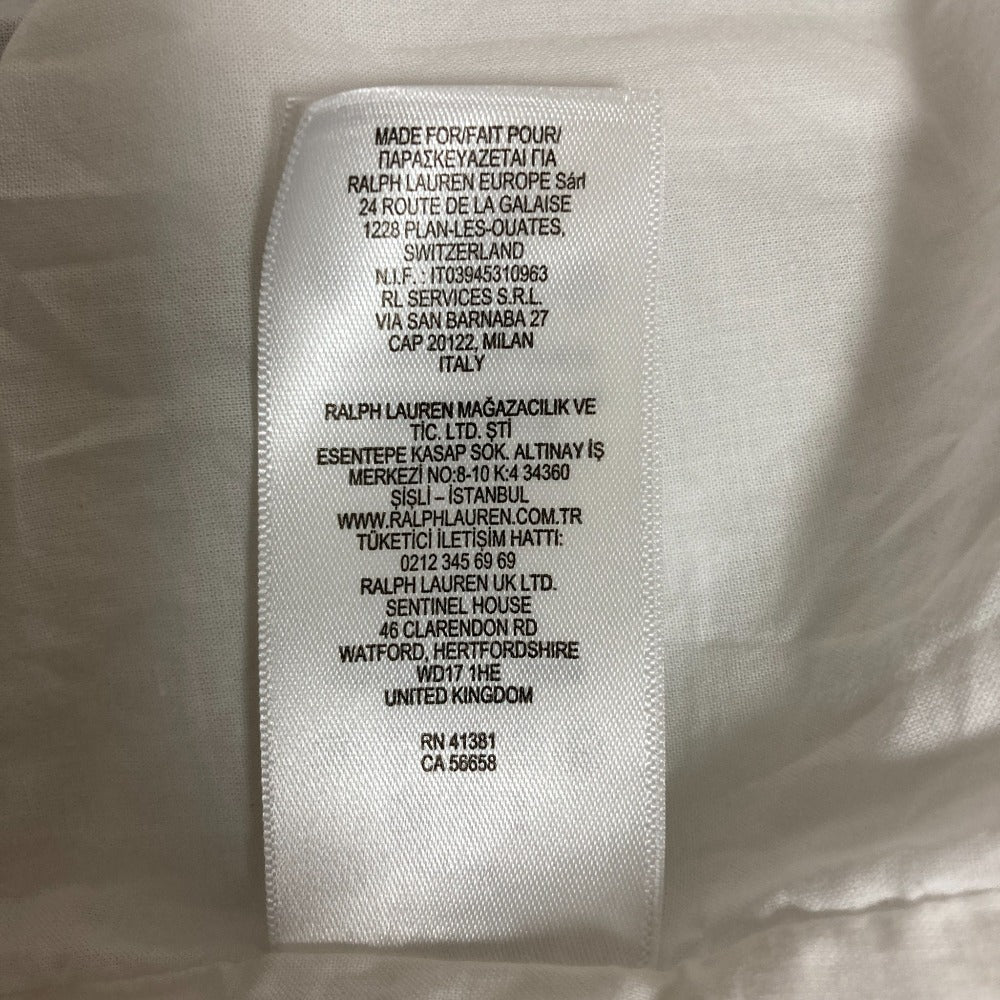 MADE FOR/FAIT POUR/
ΠΑΡΑΣΚΕΥΑΖΕΤΑΙ ΓΙΑ
RALPH LAUREN EUROPE Sárl
24 ROUTE DE LA GALAISE
1228 PLAN-LES-OUATES,
SWITZERLAND
N.I.F. : IT03945310963
RL SERVICES S.R.L.
VIA SAN BARNABA 27
CAP 20122, MILAN
ITALY
RALPH LAUREN MAĞAZACILIK VE
TİC. LTD. ŞTİ
ESENTEPE KASAP SOK. ALTINAY İŞ
MERKEZİ NO:8-10 K:4 34360
ŞİŞLİ – İSTANBUL
WWW.RALPHLAUREN.COM.TR
TÜKETİCİ İLETİŞİM HATTI:
0212 345 69 69
RALPH LAUREN UK LTD.
SENTINEL HOUSE
46 CLARENDON RD
WATFORD, HERTFORDSHIRE
WD17 1HE
UNITED KINGDOM
RN 41381
CA 56658